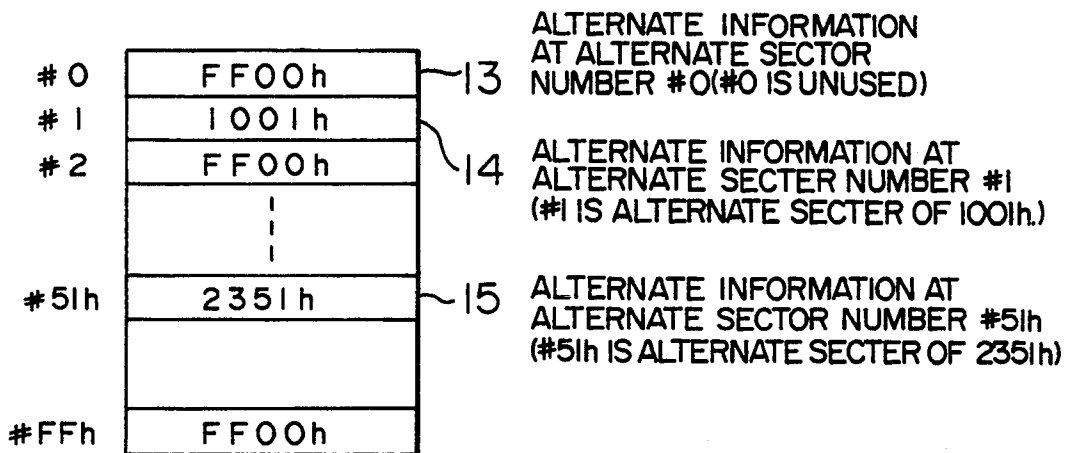 #0 FF00h 13 ALTERNATE INFORMATION
AT ALTERNATE SECTOR
NUMBER #0(#0 IS UNUSED)
#1 1001h
#2 FF00h 14 ALTERNATE INFORMATION AT
ALTERNATE SECTER NUMBER #1
(#1 IS ALTERNATE SECTER OF 1001h.)
#51h 2351h 15 ALTERNATE INFORMATION AT
ALTERNATE SECTOR NUMBER #51h
(#51h IS ALTERNATE SECTER OF 2351h)
#FFh FF00h